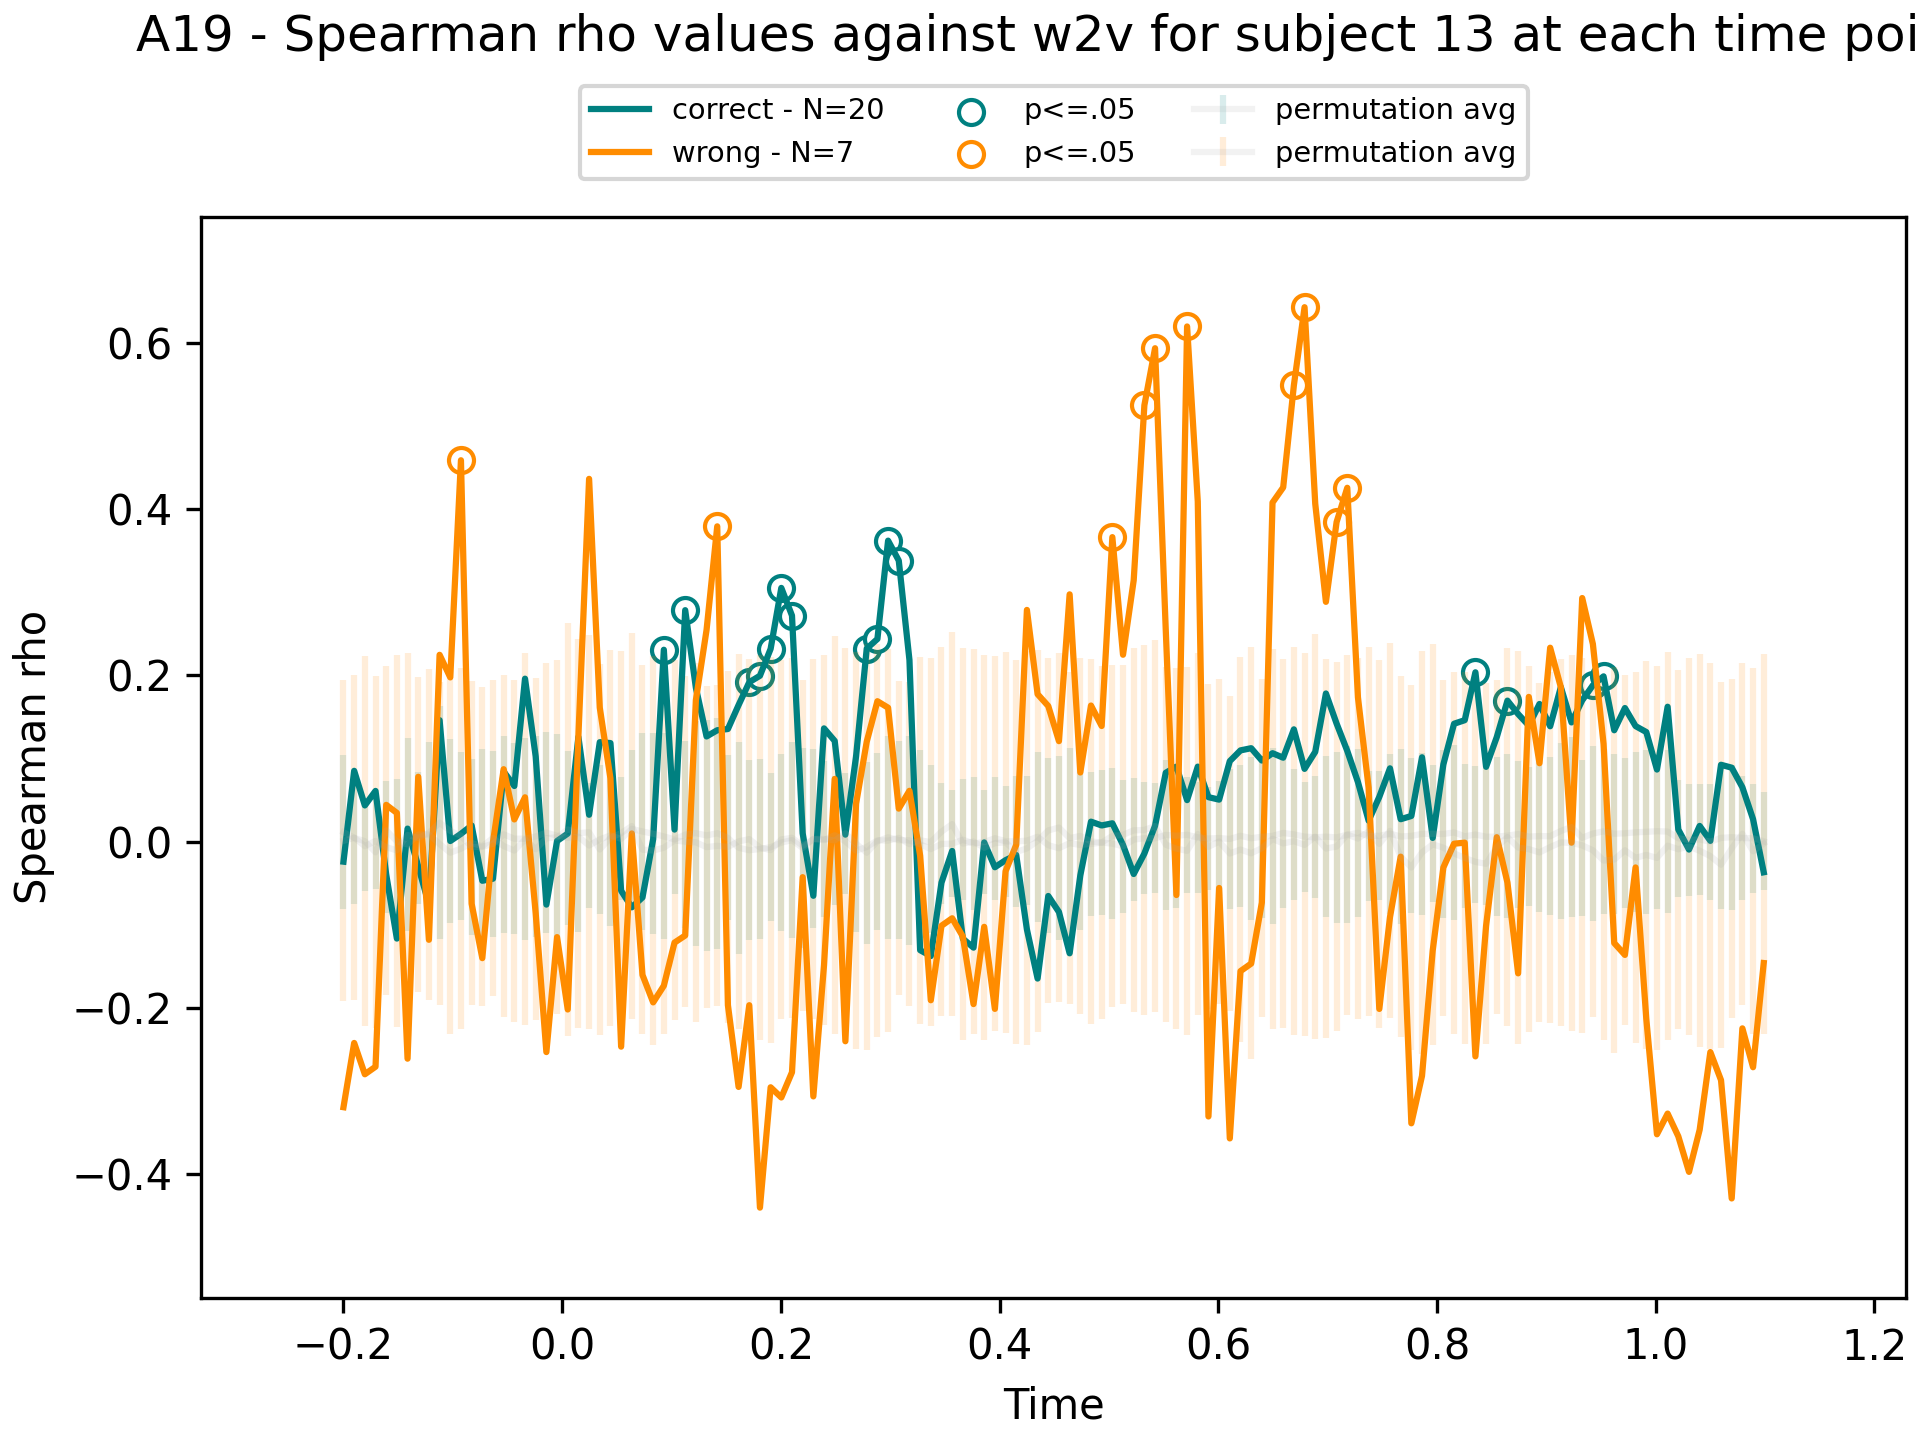 A19 - Spearman rho values against w2v for subject 13 at each time poi
correct - N=20
wrong - N=7
p<=.05
p<=.05
permutation avg
permutation avg
Spearman rho
0.6
0.4
0.2
0.0
−0.2
−0.4
−0.2
0.0
0.2
0.4
0.6
0.8
1.0
1.2
Time